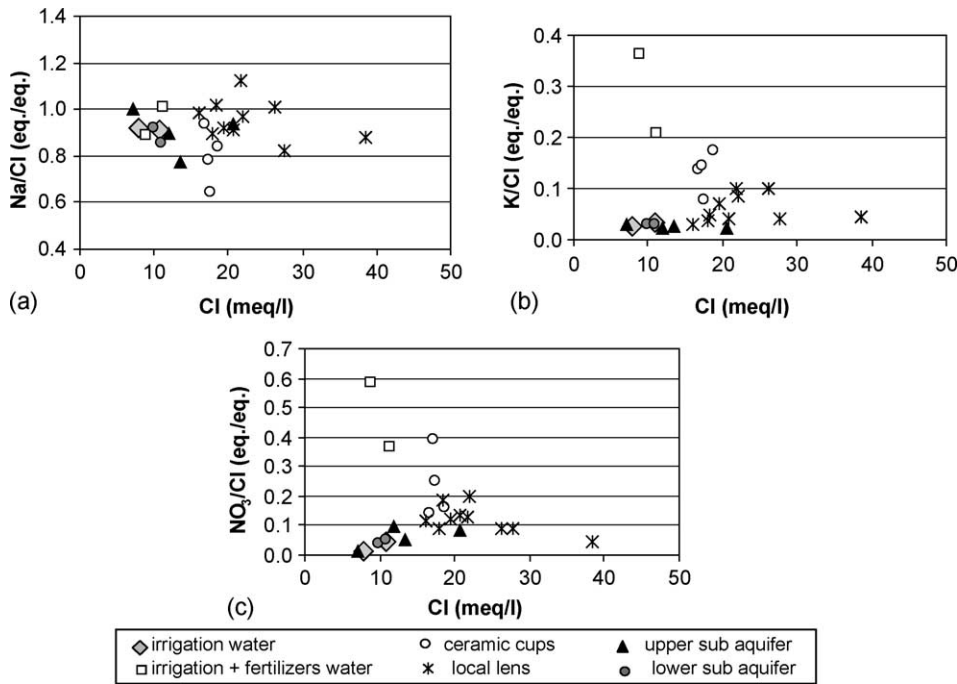 1.4
1.2
1.0
0.8
0.6
0.4
Na/Cl (eq./eq.)
0 10 20 30 40 50
(a)
Cl (meq/l)
0.4
0.3
0.2
0.1
0.0
K/Cl (eq./eq.)
0 10 20 30 40 50
(b)
Cl (meq/l)
0.7
0.6
0.5
0.4
0.3
0.2
0.1
0.0
NO₃/Cl (eq./eq.)
0 10 20 30 40 50
(c)
Cl (meq/l)
irrigation water ceramic cups upper sub aquifer
irrigation + fertilizers water local lens lower sub aquifer